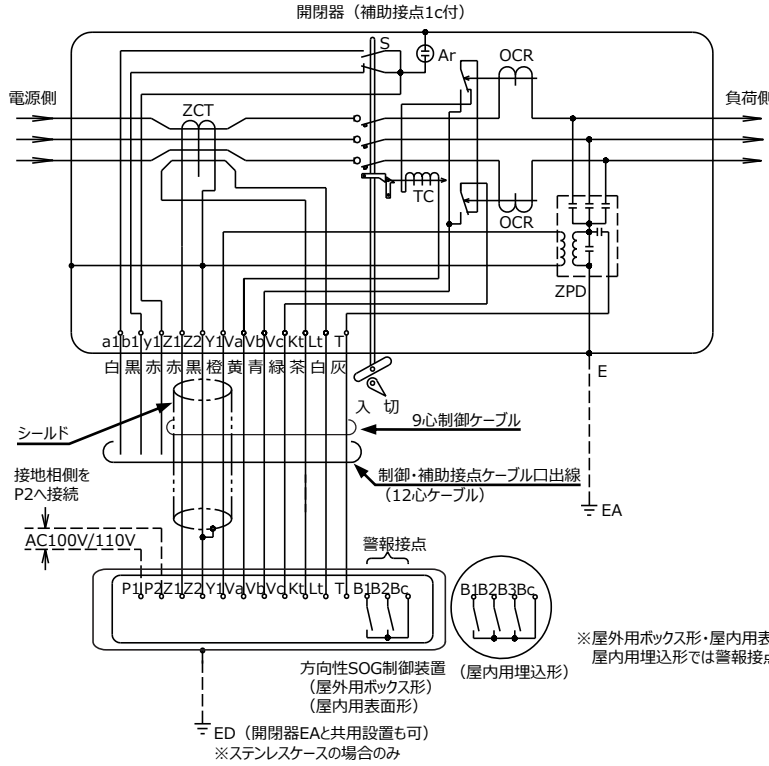 開閉器（補助接点1c付）
S
Ar
OCR
電源側
ZCT
負荷側
TC
OCR
ZPD
a1 b1 y1 Z1 Z2 Y1 Va Vb Vc Kt Lt T
白 黒 赤 赤 黒 橙 黄 青 緑 茶 白 灰
E
入 切
シールド
9心制御ケーブル
接地相側を
P2へ接続
制御・補助接点ケーブル口出線
（12心ケーブル）
EA
AC100V/110V
警報接点
P1 P2 Z1 Z2 Y1 Va Vb Vc Kt Lt T B1 B2 Bc
B1 B2 B3 Bc
※屋外用ボックス形・屋内用表
屋内用埋込形では警報接点
方向性SOG制御装置
（屋外用ボックス形）
（屋内用表面形）
（屋内用埋込形）
ED（開閉器EAと共用設置も可）
※ステンレスケースの場合のみ